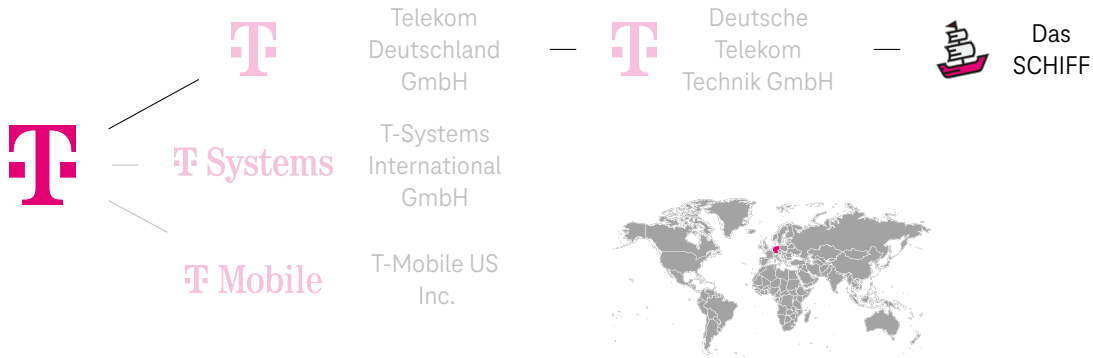 T
Telekom
Deutschland
GmbH
T
Deutsche
Telekom
Technik GmbH
Das
SCHIFF
T
T Systems
T-Systems
International
GmbH
T Mobile
T-Mobile US
Inc.